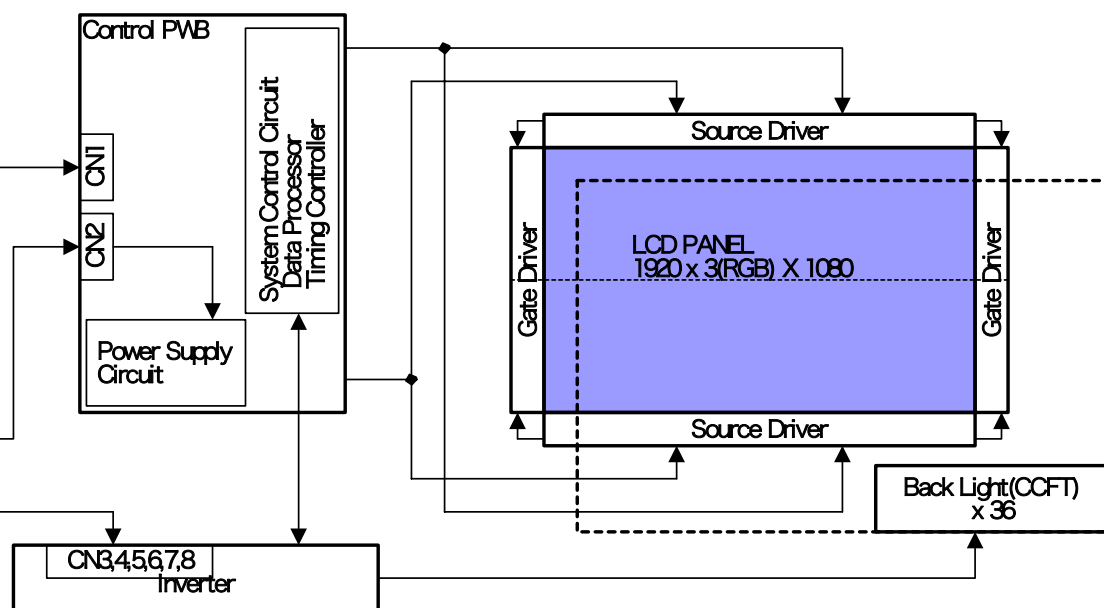 Control PWB
System Control Circuit
Data Processor
Timing Controller
CN1
CN2
Power Supply
Circuit
Source Driver
Gate Driver
LCD PANEL
1920 x 3(RGB) X 1080
Gate Driver
Source Driver
Back Light(CCFT)
x 36
CN3,4,5,6,7,8
Inverter